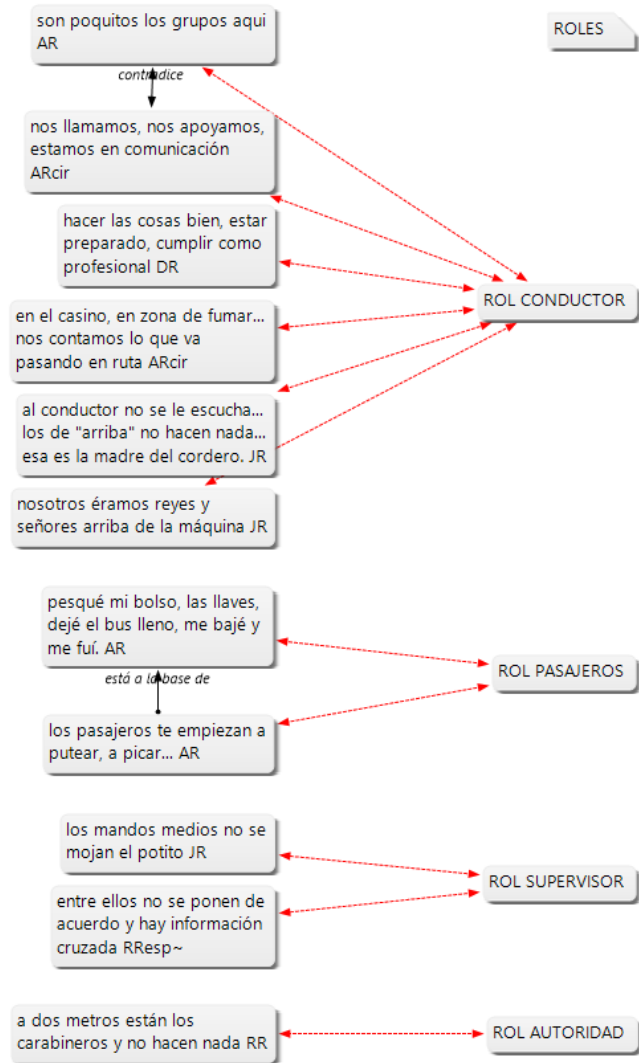 son poquitos los grupos aqui
AR
ROLES
contradice
nos llamamos, nos apoyamos,
estamos en comunicación
ARcir
hacer las cosas bien, estar
preparado, cumplir como
profesional DR
ROL CONDUCTOR
en el casino, en zona de fumar...
nos contamos lo que va
pasando en ruta ARcir
al conductor no se le escucha...
los de "arriba" no hacen nada...
esa es la madre del cordero. JR
nosotros éramos reyes y
señores arriba de la máquina JR
pesqué mi bolso, las llaves,
dejé el bus lleno, me bajé y
me fuí. AR
ROL PASAJEROS
está a la base de
los pasajeros te empiezan a
putear, a picar... AR
los mandos medios no se
mojan el potito JR
ROL SUPERVISOR
entre ellos no se ponen de
acuerdo y hay información
cruzada RResp~
a dos metros están los
carabineros y no hacen nada RR
ROL AUTORIDAD